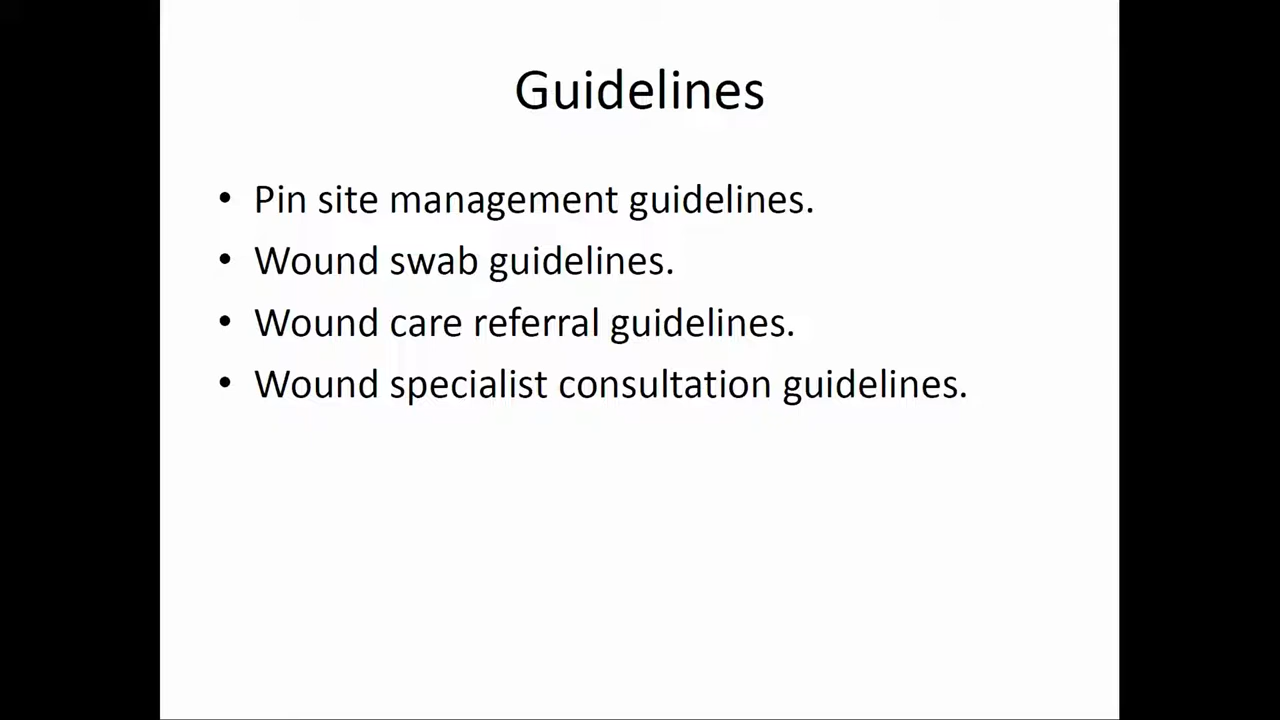 Guidelines
• Pin site management guidelines.
• Wound swab guidelines.
• Wound care referral guidelines.
• Wound specialist consultation guidelines.